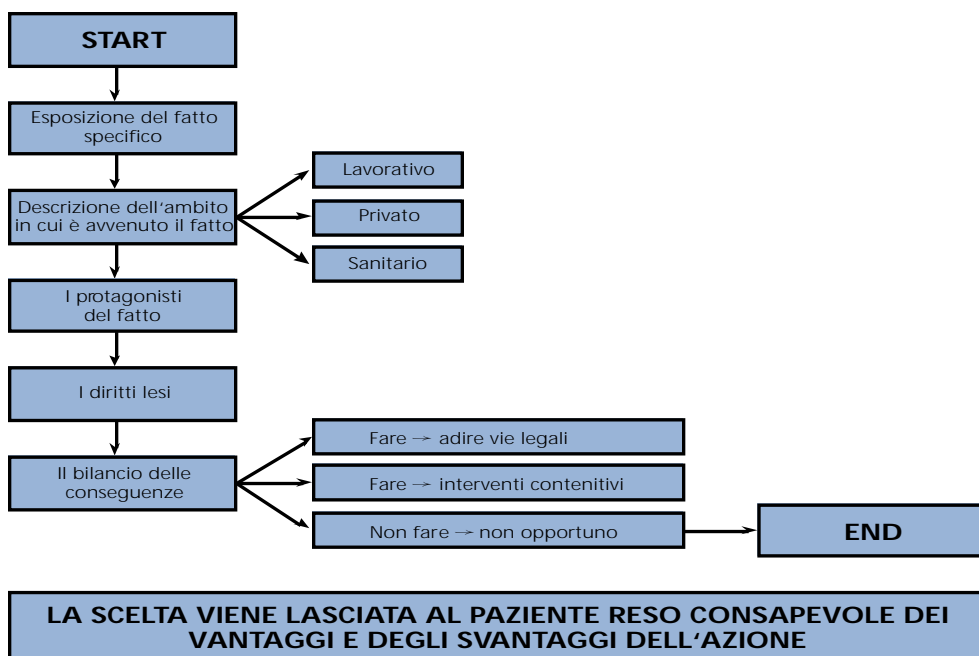 START
Esposizione del fatto
specifico
Descrizione dell'ambito
in cui è avvenuto il fatto
Lavorativo
Privato
Sanitario
I protagonisti
del fatto
I diritti lesi
Il bilancio delle
conseguenze
Fare → adire vie legali
Fare → interventi contenitivi
Non fare → non opportuno
END
LA SCELTA VIENE LASCIATA AL PAZIENTE RESO CONSAPEVOLE DEI
VANTAGGI E DEGLI SVANTAGGI DELL'AZIONE